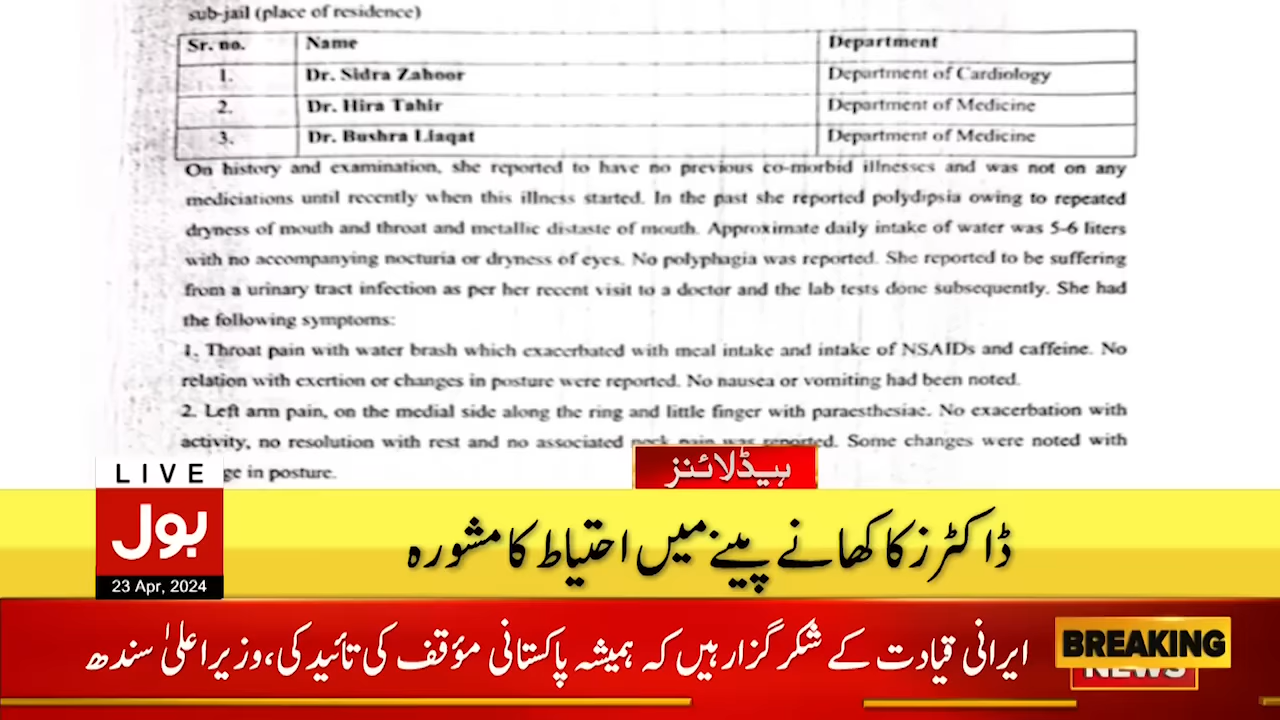 sub-jail (place of residence)
Sr. no. Name Department
1. Dr. Sidra Zahoor Department of Cardiology
2. Dr. Hira Tahir Department of Medicine
3. Dr. Bushra Liaqat Department of Medicine
On history and examination, she reported to have no previous co-morbid illnesses and was not on any
mediciations until recently when this illness started. In the past she reported polydipsia owing to repeated
dryness of mouth and throat and metallic distaste of mouth. Approximate daily intake of water was 5-6 liters
with no accompanying nocturia or dryness of eyes. No polyphagia was reported. She reported to be suffering
from a urinary tract infection as per her recent visit to a doctor and the lab tests done subsequently. She had
the following symptoms:
1. Throat pain with water brash which exacerbated with meal intake and intake of NSAIDs and caffeine. No
relation with exertion or changes in posture were reported. No nausea or vomiting had been noted.
2. Left arm pain, on the medial side along the ring and little finger with paraesthesiae. No exacerbation with
activity, no resolution with rest and no associated neck pain was reported. Some changes were noted with
ge in posture.
LIVE
بول
23 Apr, 2024
ہیڈلائنز
ڈاکٹرز کا کھانے پینے میں احتیاط کا مشورہ
ایرانی قیادت کے شکر گزار ہیں کہ ہمیشہ پاکستانی مؤقف کی تائید کی، وزیراعلیٰ سندھ
BREAKING
NEWS